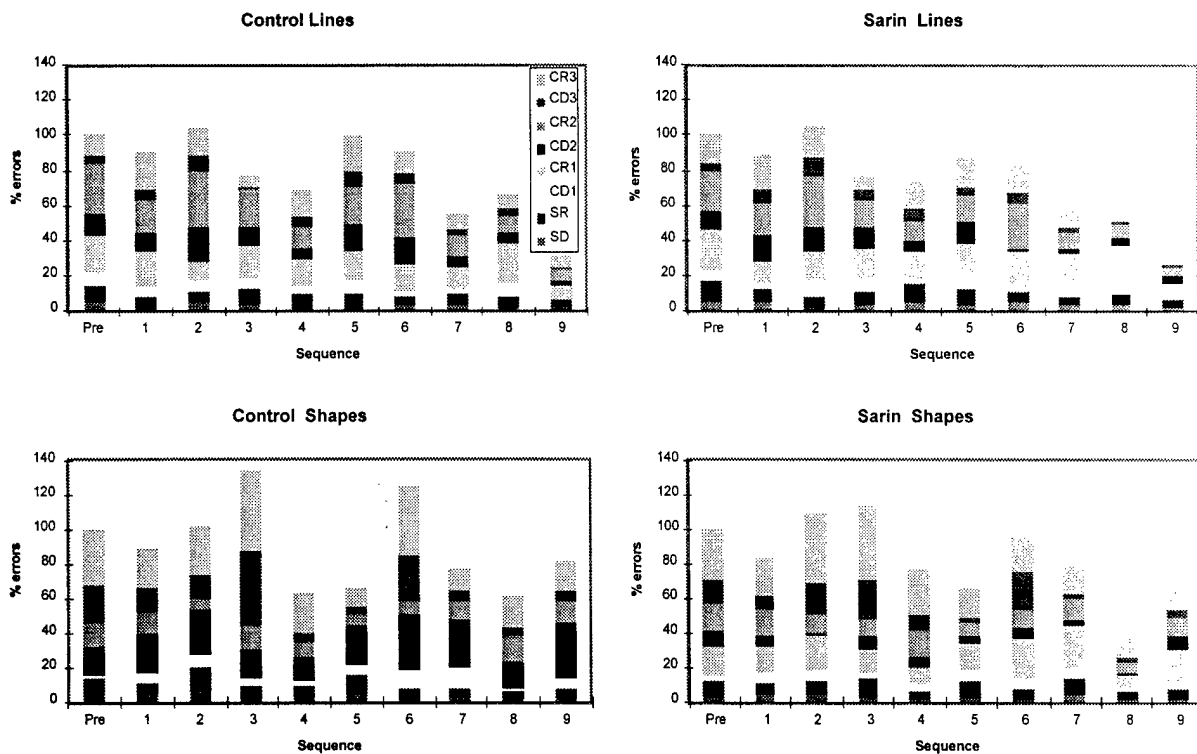 Control Lines
% errors
140
120
100
80
60
40
20
0
Pre 1 2 3 4 5 6 7 8 9
Sequence
CR3
CD3
CR2
CD2
CR1
CD1
SR
SD
Sarin Lines
% errors
140
120
100
80
60
40
20
0
Pre 1 2 3 4 5 6 7 8 9
Sequence
Control Shapes
% errors
140
120
100
80
60
40
20
0
Pre 1 2 3 4 5 6 7 8 9
Sequence
Sarin Shapes
% errors
140
120
100
80
60
40
20
0
Pre 1 2 3 4 5 6 7 8 9
Sequence